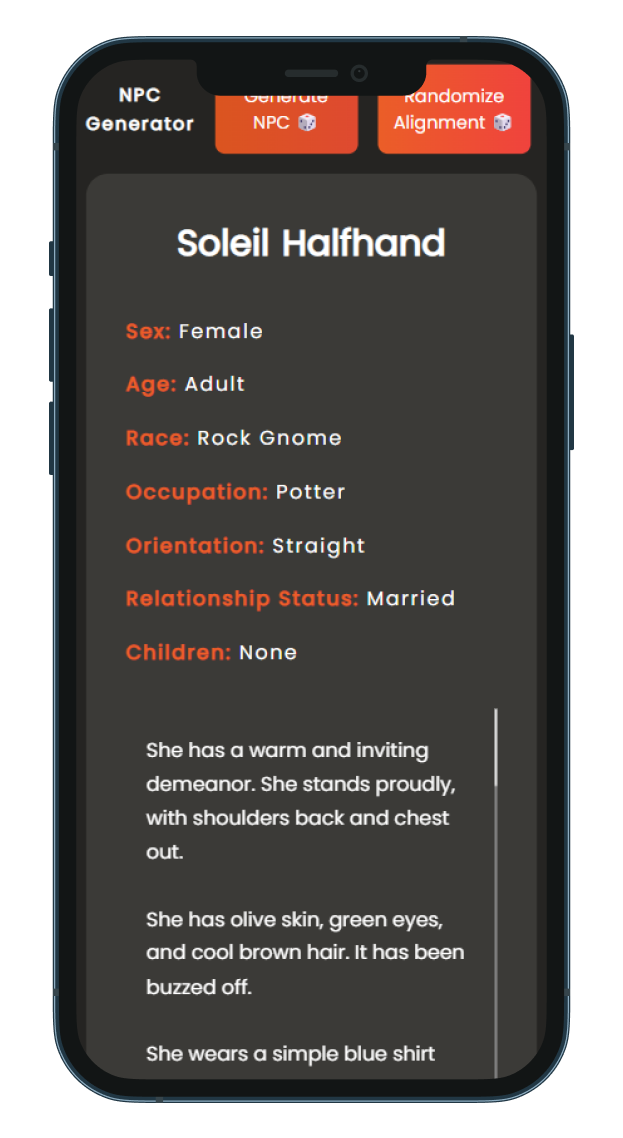 NPC
Generator
Generate
NPC 🎲
Randomize
Alignment 🎲
Soleil Halfhand
Sex: Female
Age: Adult
Race: Rock Gnome
Occupation: Potter
Orientation: Straight
Relationship Status: Married
Children: None
She has a warm and inviting
demeanor. She stands proudly,
with shoulders back and chest
out.
She has olive skin, green eyes,
and cool brown hair. It has been
buzzed off.
She wears a simple blue shirt